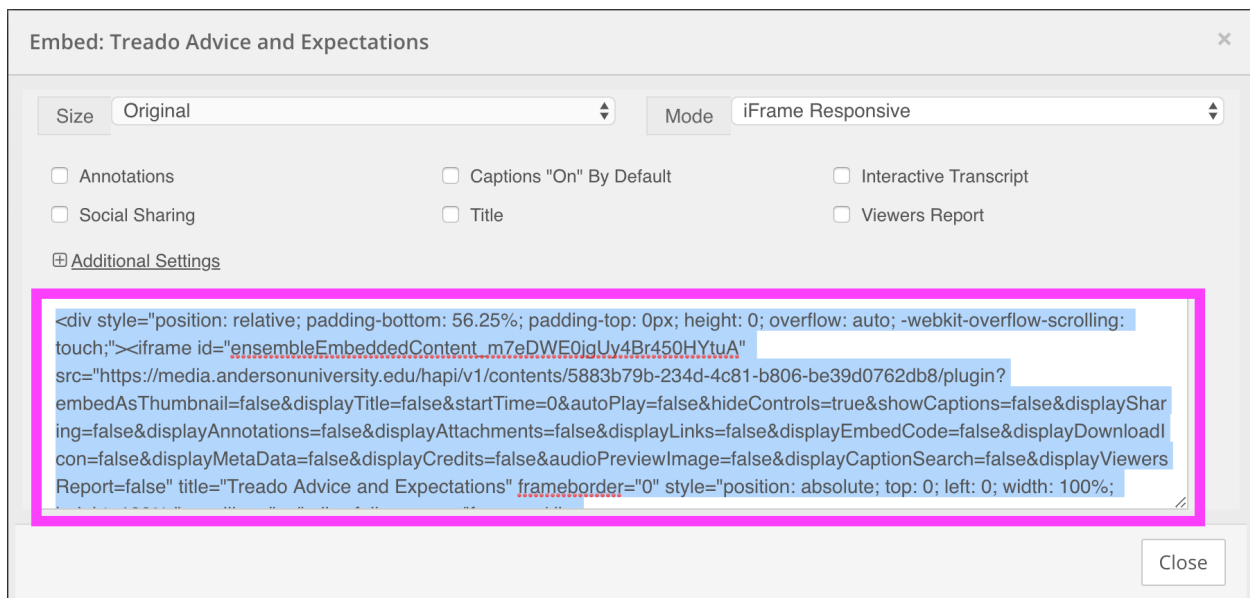 Embed: Treado Advice and Expectations
×
Size Original Mode iFrame Responsive
Annotations Captions "On" By Default Interactive Transcript
Social Sharing Title Viewers Report
Additional Settings
<div style="position: relative; padding-bottom: 56.25%; padding-top: 0px; height: 0; overflow: auto; -webkit-overflow-scrolling:
touch;"><iframe id="ensembleEmbeddedContent_m7eDWE0jgUy4Br450HYtuA"
src="https://media.andersonuniversity.edu/hapi/v1/contents/5883b79b-234d-4c81-b806-be39d0762db8/plugin?
embedAsThumbnail=false&displayTitle=false&startTime=0&autoPlay=false&hideControls=true&showCaptions=false&displayShar
ing=false&displayAnnotations=false&displayAttachments=false&displayLinks=false&displayEmbedCode=false&displayDownloadI
con=false&displayMetaData=false&displayCredits=false&audioPreviewImage=false&displayCaptionSearch=false&displayViewers
Report=false" title="Treado Advice and Expectations" frameborder="0" style="position: absolute; top: 0; left: 0; width: 100%;
Close